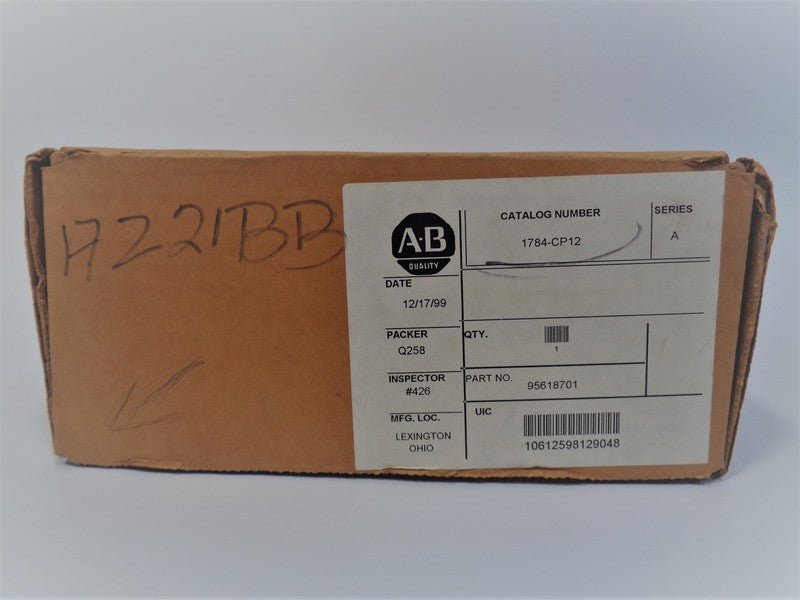 17221BB
A-B
QUALITY
CATALOG NUMBER
1784-CP12
SERIES
A
DATE
12/17/99
PACKER
Q258
QTY.
1
INSPECTOR
#426
PART NO.
95618701
MFG. LOC.
LEXINGTON
OHIO
UIC
10612598129048